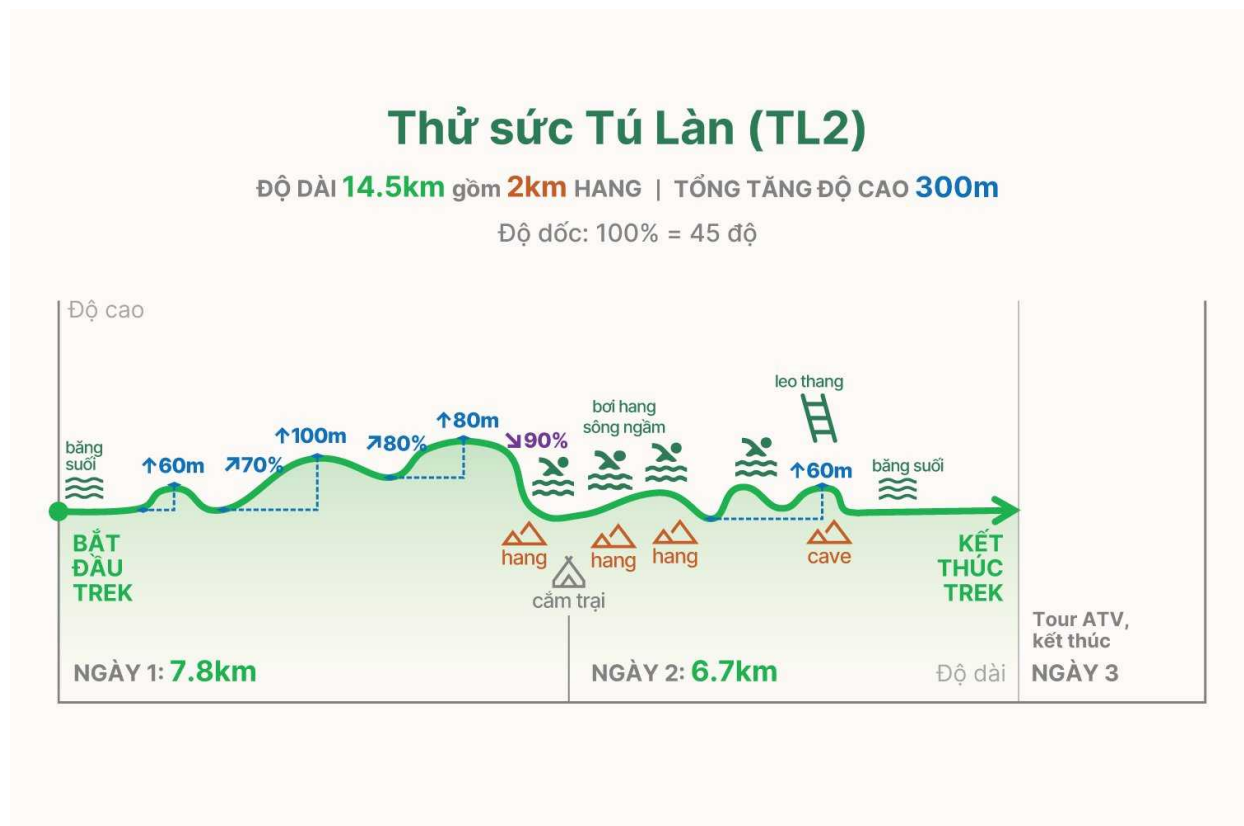 Thử sức Tú Làn (TL2)
ĐỘ DÀI 14.5km gồm 2km HANG | TỔNG TĂNG ĐỘ CAO 300m
Độ dốc: 100% = 45 độ
Độ cao
leo thang
bơi hang
sông ngầm
băng
suối
↑60m
↗70%
↑100m
↗80%
↑80m
↘90%
↑60m
băng suối
BẮT
ĐẦU
TREK
hang
cắm trại
hang
hang
cave
KẾT
THÚC
TREK
Tour ATV,
kết thúc
NGÀY 1: 7.8km
NGÀY 2: 6.7km
Độ dài
NGÀY 3